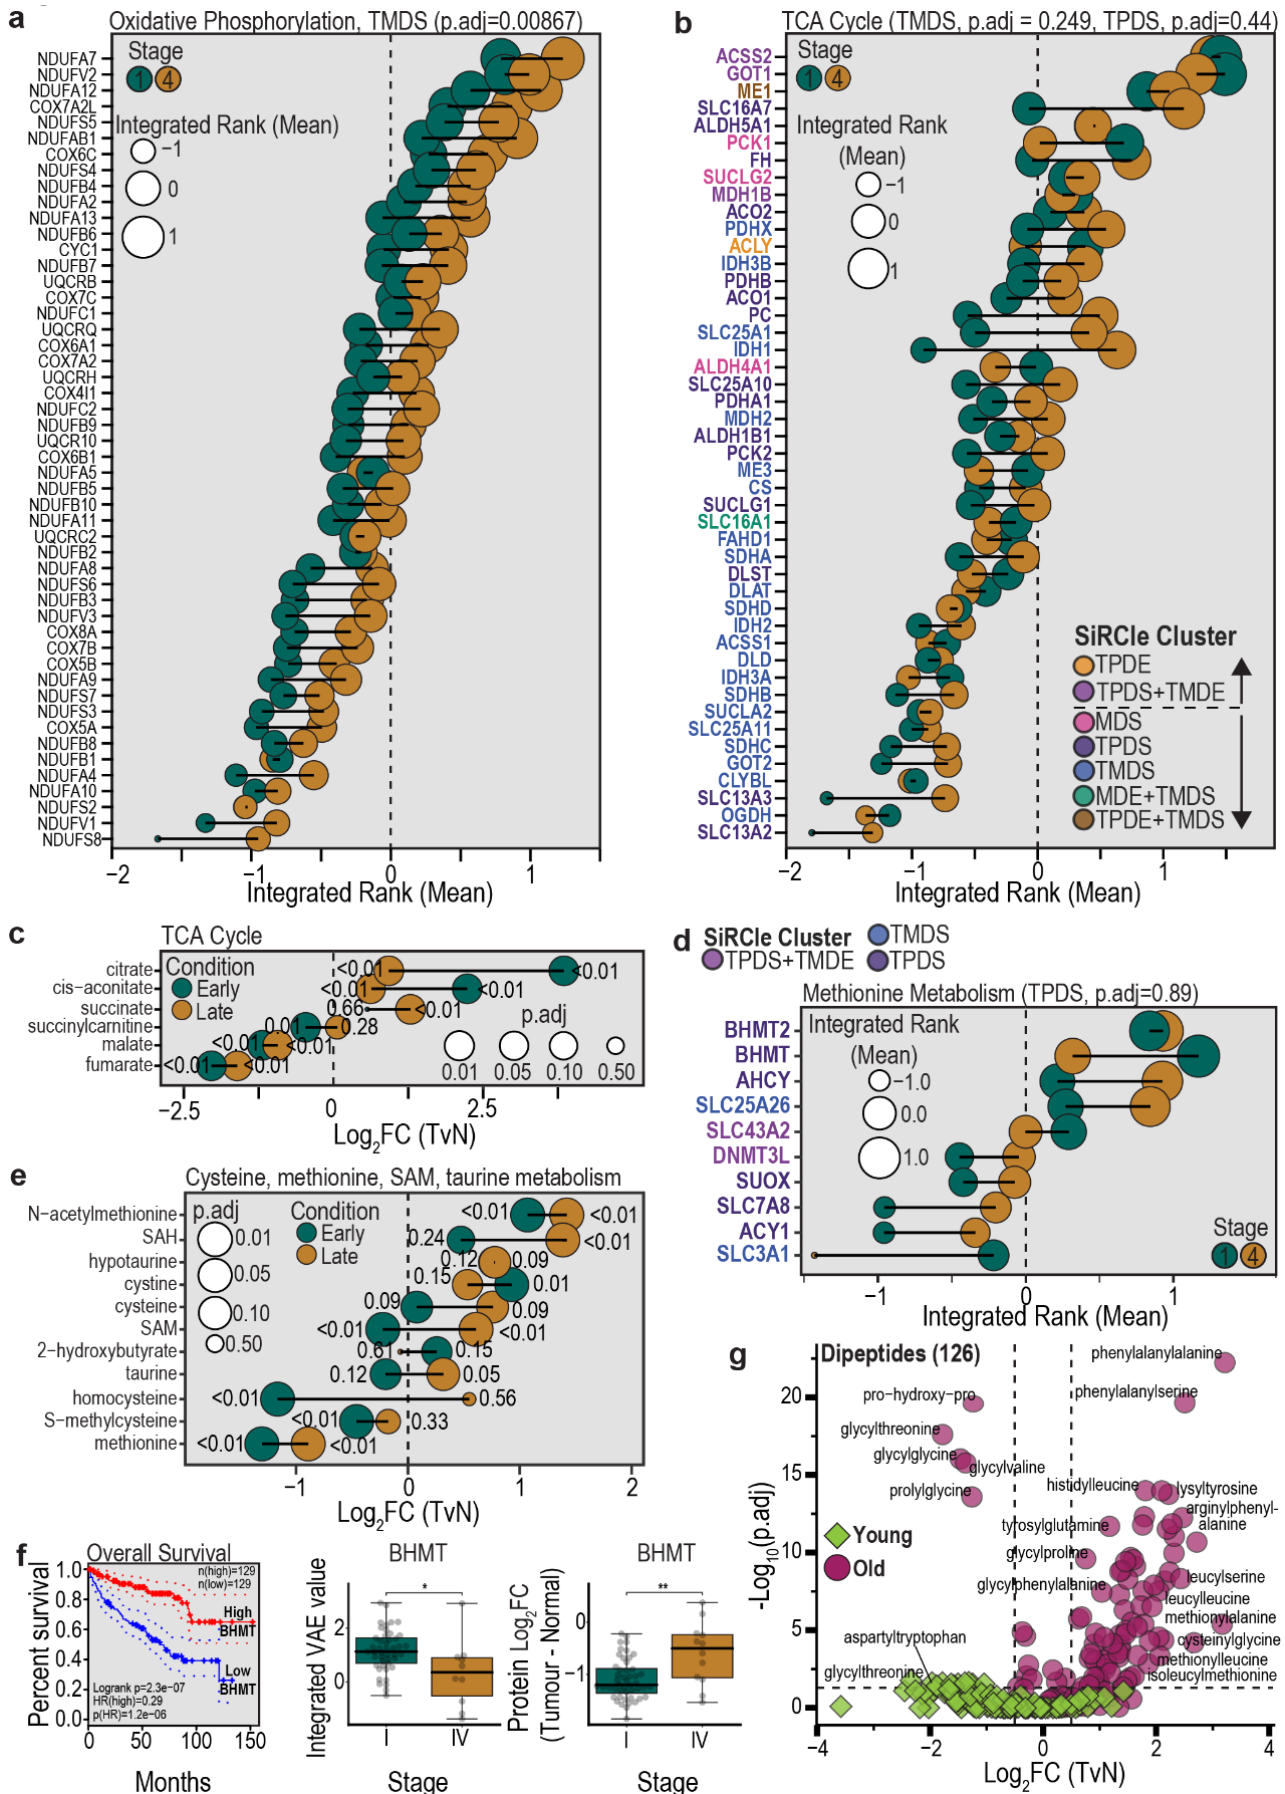 a
Oxidative Phosphorylation, TMDS (p.adj=0.00867)
Stage
1 4
Integrated Rank (Mean)
−1
0
1
NDUFA7
NDUFV2
NDUFA12
COX7A2L
NDUFS5
NDUFAB1
COX6C
NDUFS4
NDUFB4
NDUFA2
NDUFA13
NDUFB6
CYC1
NDUFB7
UQCRB
COX7C
NDUFC1
UQCRQ
COX6A1
COX7A2
UQCRH
COX4I1
NDUFC2
NDUFB9
UQCR10
COX6B1
NDUFA5
NDUFB5
NDUFB10
NDUFA11
UQCRC2
NDUFB2
NDUFA8
NDUFS6
NDUFB3
NDUFV3
COX8A
COX7B
COX5B
NDUFA9
NDUFS7
NDUFS3
COX5A
NDUFB8
NDUFB1
NDUFA4
NDUFA10
NDUFS2
NDUFV1
NDUFS8
−2 −1 0 1
Integrated Rank (Mean)
b
TCA Cycle (TMDS, p.adj = 0.249, TPDS, p.adj=0.44)
Stage
1 4
Integrated Rank
(Mean)
−1
0
1
ACSS2
GOT1
ME1
SLC16A7
ALDH5A1
PCK1
FH
SUCLG2
MDH1B
ACO2
PDHX
ACLY
IDH3B
PDHB
ACO1
PC
SLC25A1
IDH1
ALDH4A1
SLC25A10
PDHA1
MDH2
ALDH1B1
PCK2
ME3
CS
SUCLG1
SLC16A1
FAHD1
SDHA
DLST
DLAT
SDHD
IDH2
ACSS1
DLD
IDH3A
SDHB
SUCLA2
SLC25A11
SDHC
GOT2
CLYBL
SLC13A3
OGDH
SLC13A2
SiRCle Cluster
TPDE
TPDS+TMDE
MDS
TPDS
TMDS
MDE+TMDS
TPDE+TMDS
−2 −1 0 1
Integrated Rank (Mean)
c
TCA Cycle
Condition
Early
Late
citrate <0.01 <0.01
cis−aconitate <0.01 <0.01
succinate 0.66 <0.01
succinylcarnitine 0.01 0.28
malate <0.01 <0.01
fumarate <0.01 <0.01
p.adj
0.01 0.05 0.10 0.50
−2.5 0 2.5
Log2FC (TvN)
d
SiRCle Cluster
TMDS
TPDS+TMDE
TPDS
Methionine Metabolism (TPDS, p.adj=0.89)
Integrated Rank
(Mean)
−1.0
0.0
1.0
BHMT2
BHMT
AHCY
SLC25A26
SLC43A2
DNMT3L
SUOX
SLC7A8
ACY1
SLC3A1
Stage
1 4
−1 0 1
Integrated Rank (Mean)
e
Cysteine, methionine, SAM, taurine metabolism
p.adj
0.01
0.05
0.10
0.50
Condition
Early
Late
N−acetylmethionine <0.01 <0.01
SAH 0.24 <0.01
hypotaurine 0.12 0.09
cystine 0.15 0.01
cysteine 0.09 0.09
SAM <0.01 <0.01
2−hydroxybutyrate 0.61 0.15
taurine 0.12 0.05
homocysteine <0.01 0.56
S−methylcysteine <0.01 0.33
methionine <0.01 <0.01
−1 0 1 2
Log2FC (TvN)
f
Overall Survival
n(high)=129
n(low)=129
High
BHMT
Low
BHMT
Logrank p=2.3e−07
HR(high)=0.29
p(HR)=1.2e−06
Percent survival
1.0
0.8
0.6
0.4
0.2
0.0
0 50 100 150
Months
BHMT
*
Integrated VAE value
2
0
I IV
Stage
BHMT
**
Protein Log2FC
(Tumour - Normal)
0
−1
I IV
Stage
g
Dipeptides (126)
phenylalanylalanine
pro−hydroxy−pro
phenylalanylserine
glycylthreonine
glycylglycine
glycylvaline
prolylglycine
histidylleucine
lysyltyrosine
arginylphenyl-
alanine
tyrosylglutamine
Young
Old
glycylproline
glycylphenylalanine
leucylserine
leucylleucine
methionylalanine
aspartyltryptophan
cysteinylglycine
methionylleucine
glycylthreonine
isoleucylmethionine
-Log10(p.adj)
20
15
10
5
0
−4 −2 0 2 4
Log2FC (TvN)